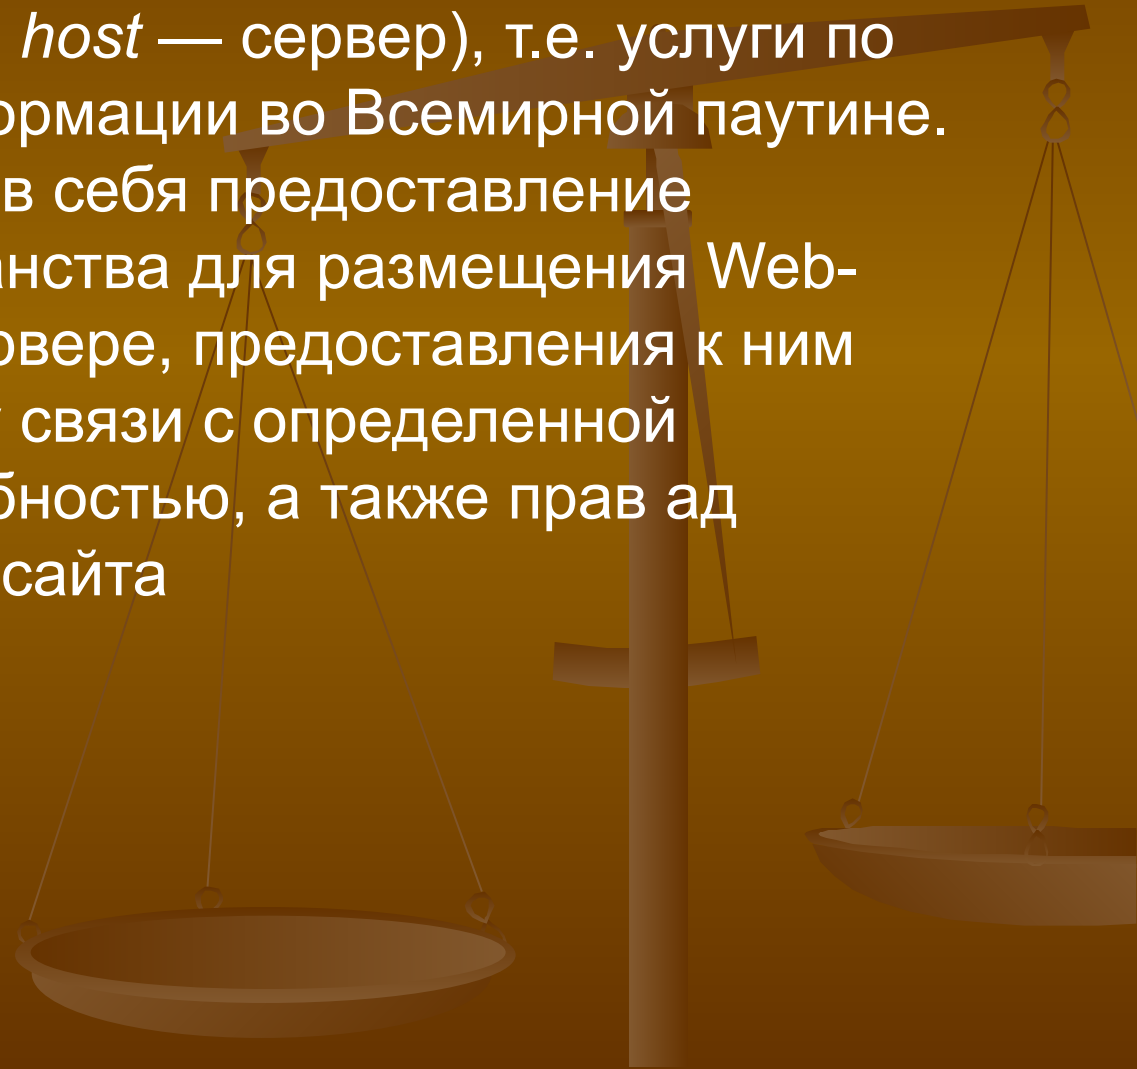 host — сервер), т.е. услуги по
ормации во Всемирной паутине.
в себя предоставление
анства для размещения Web-
рвере, предоставления к ним
связи с определенной
бностью, а также прав ад
сайта